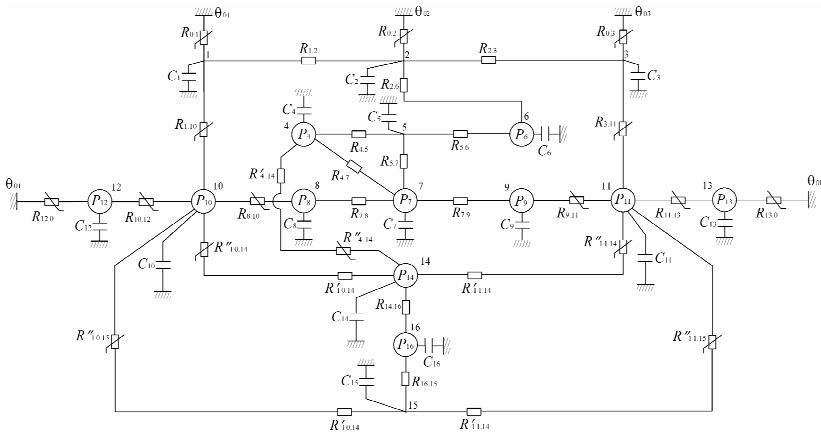 θ01 θ02 θ03
R0.1 R0.2 R0.3
1 R1.2 2 R2.3 3
C1 C2 C3
R2.6
C4 C5 6
R1.10 4 P4 R4.5 5 R5.6 P6 C6 R3.11
R'4.14 R4.7 R5.7
θ01 12 10 8 7 9 11 13
P12 P10 P8 P7 P9 P11 P13
R12.0 R10.12 R8.10 R7.8 R7.9 R9.11 R11.13 R13.0
C12 C8 C7 C9 C13
R"10.14 R"4.14 R"11.14
C10 14 P14 C11
R'10.14 R'11.14
C14 R14.16
R"10.15 16 P16 C16 R"11.15
C15 R16.15
15
R'10.14 R'11.14